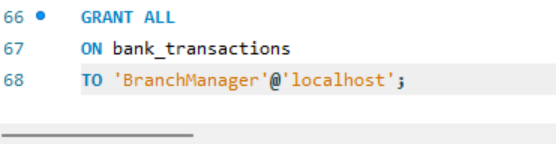 66 GRANT ALL
67 ON bank_transactions
68 TO 'BranchManager'@'localhost';